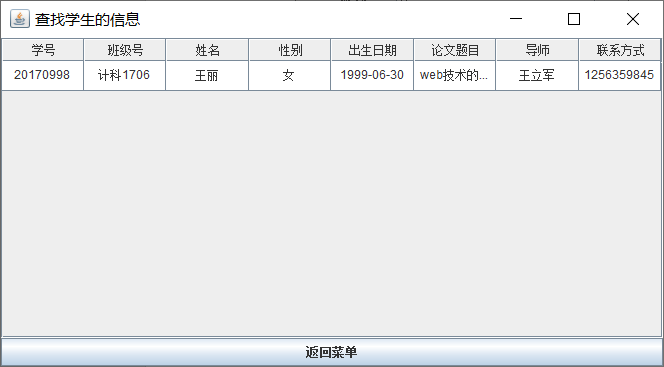 查找学生的信息
学号 班级号 姓名 性别 出生日期 论文题目 导师 联系方式
20170998 计科1706 王丽 女 1999-06-30 web技术的... 王立军 1256359845
返回菜单